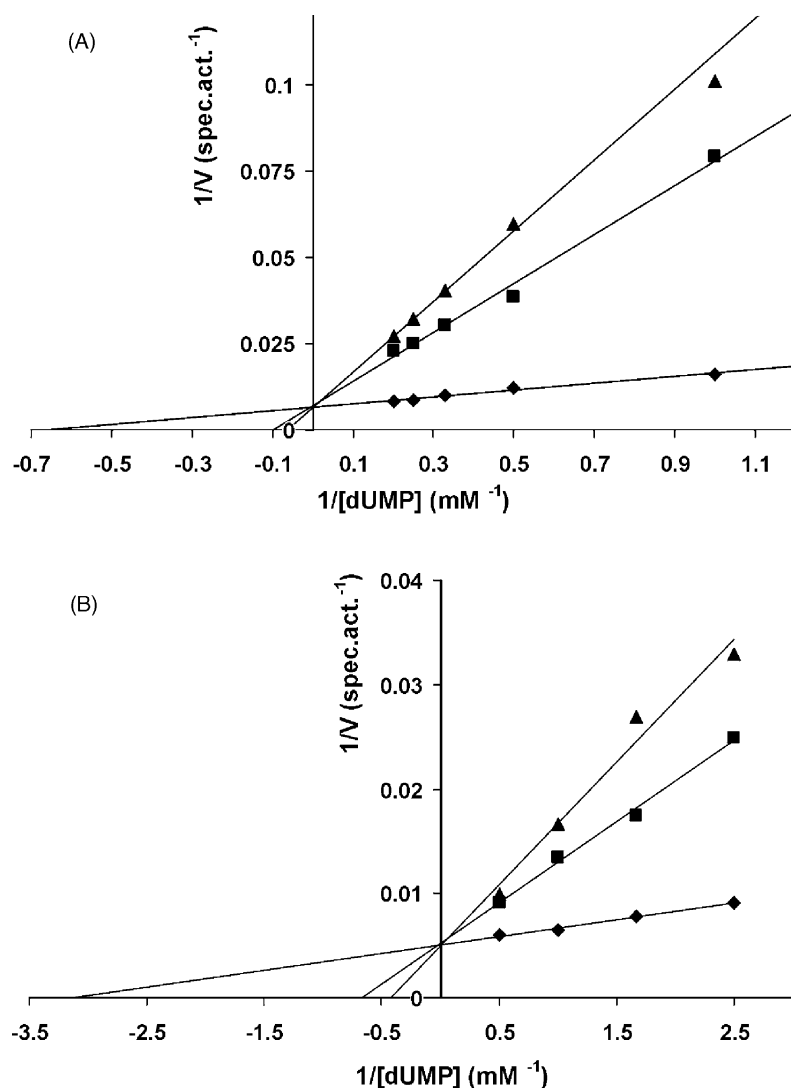 (A)
1/V (spec.act.⁻¹)
0.1
0.075
0.05
0.025
0
-0.7 -0.5 -0.3 -0.1 0.1 0.3 0.5 0.7 0.9 1.1
1/[dUMP] (mM ⁻¹)
(B)
1/V (spec.act.⁻¹)
0.04
0.03
0.02
0.01
0
-3.5 -2.5 -1.5 -0.5 0.5 1.5 2.5
1/[dUMP] (mM ⁻¹)